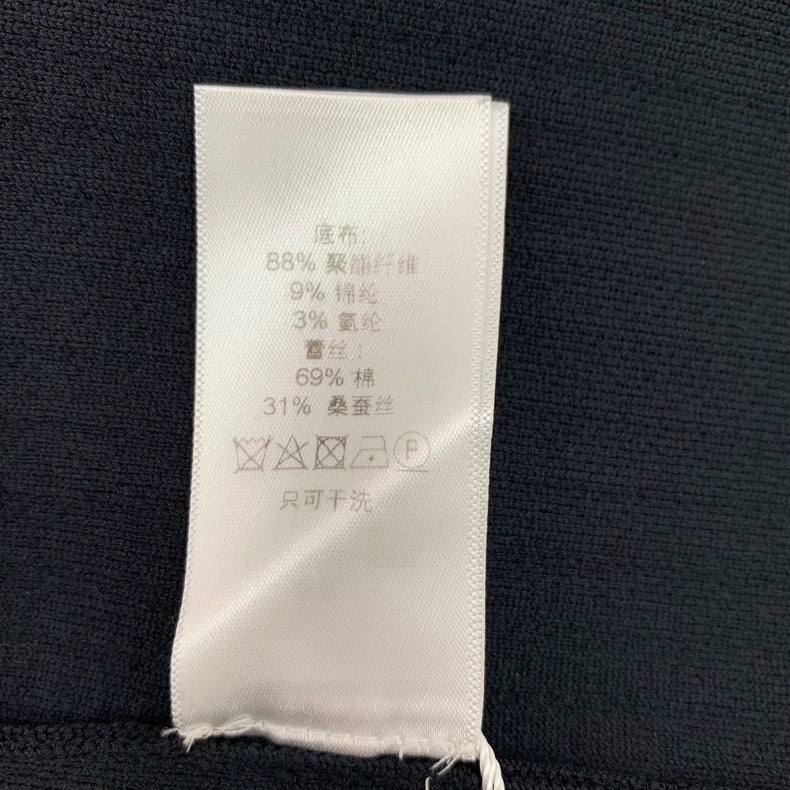 底布:
88% 聚酯纤维
9% 锦纶
3% 氨纶
蕾丝:
69% 棉
31% 桑蚕丝
P
只可干洗